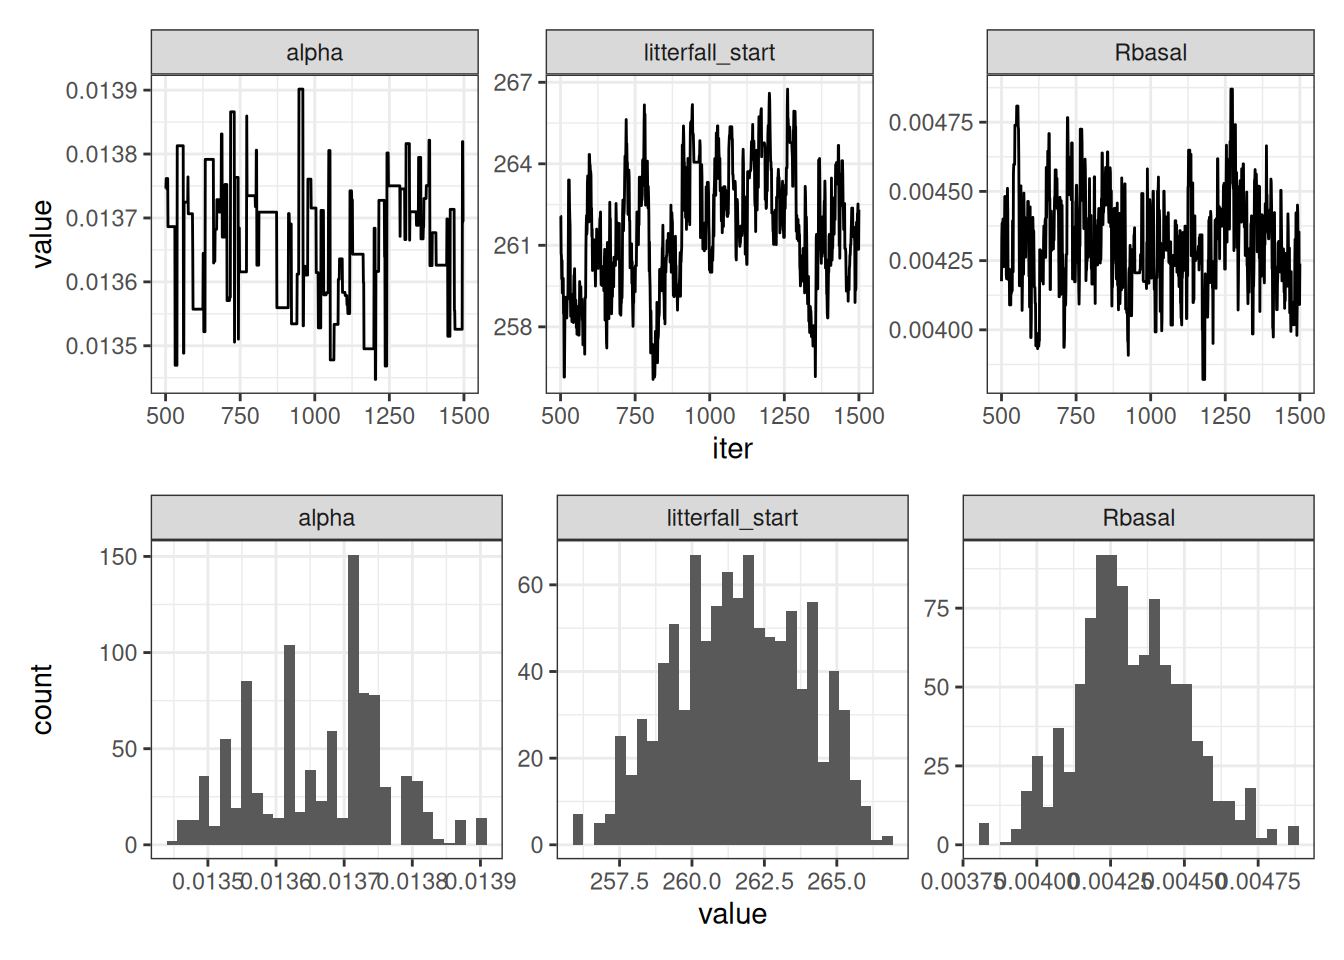 alpha
litterfall_start
Rbasal
value
0.0139
0.0138
0.0137
0.0136
0.0135
267
264
261
258
0.00475
0.00450
0.00425
0.00400
500 750 1000 1250 1500
500 750 1000 1250 1500
500 750 1000 1250 1500
iter
alpha
litterfall_start
Rbasal
count
150
100
50
0
60
40
20
0
75
50
25
0
0.0135 0.0136 0.0137 0.0138 0.0139
257.5 260.0 262.5 265.0
0.00375 0.00400 0.00425 0.00450 0.00475
value